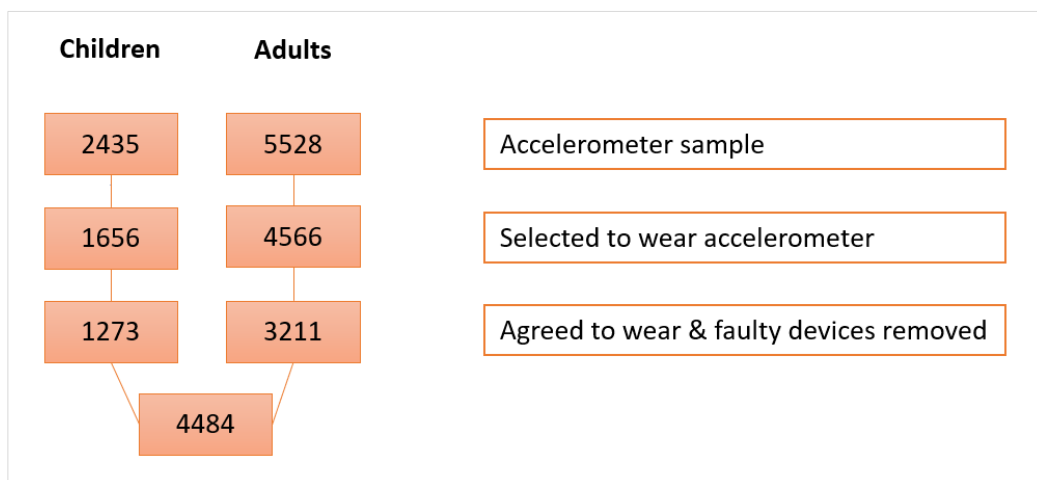 Children Adults
2435 5528 Accelerometer sample
1656 4566 Selected to wear accelerometer
1273 3211 Agreed to wear & faulty devices removed
4484